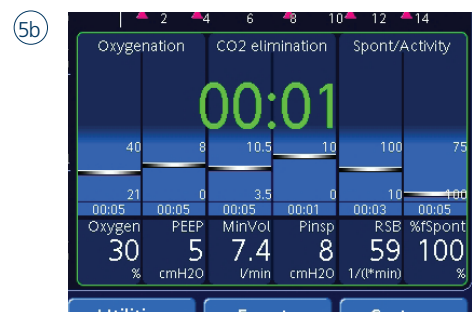 5b
2 4 6 8 10 12 14
Oxygenation CO2 elimination Spont/Activity
00:01
40 8 10.5 10 100 75
21 0 3.5 0 10 100
00:05 00:05 00:05 00:01 00:03 00:05
Oxygen PEEP MinVol Pinsp RSB %fSpont
30 5 7.4 8 59 100
% cmH2O l/min cmH2O 1/(l*min) %